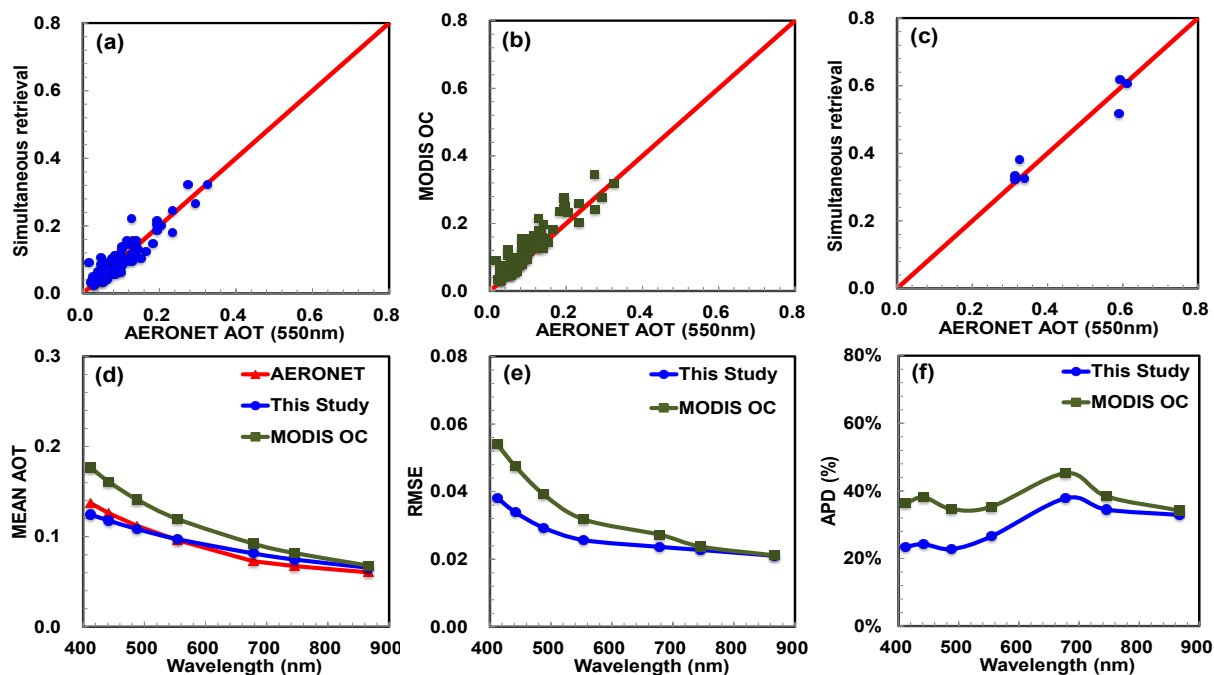 (a)
Simultaneous retrieval
0.8
0.6
0.4
0.2
0.0
0.0 0.2 0.4 0.6 0.8
AERONET AOT (550nm)
(b)
MODIS OC
0.8
0.6
0.4
0.2
0.0
0.0 0.2 0.4 0.6 0.8
AERONET AOT (550nm)
(c)
Simultaneous retrieval
0.8
0.6
0.4
0.2
0.0
0.0 0.2 0.4 0.6 0.8
AERONET AOT (550nm)
(d)
AERONET
This Study
MODIS OC
MEAN AOT
0.3
0.2
0.1
0.0
400 500 600 700 800 900
Wavelength (nm)
(e)
This Study
MODIS OC
RMSE
0.08
0.06
0.04
0.02
0.00
400 500 600 700 800 900
Wavelength (nm)
(f)
This Study
MODIS OC
APD (%)
80%
60%
40%
20%
0%
400 500 600 700 800 900
Wavelength (nm)